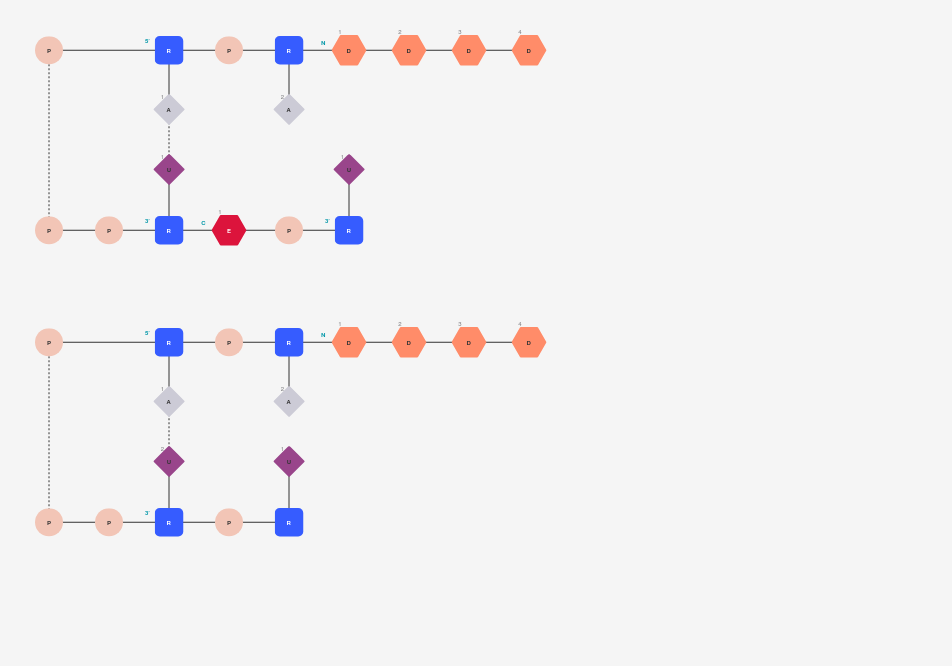 1 2 3 4
P 5' R P R N D D D D
1 A 2 A
1 U 1 U
1
P P 3' R C E P 3' R
1 2 3 4
P 5' R P R N D D D D
1 A 2 A
2 U 1 U
P P 3' R P R